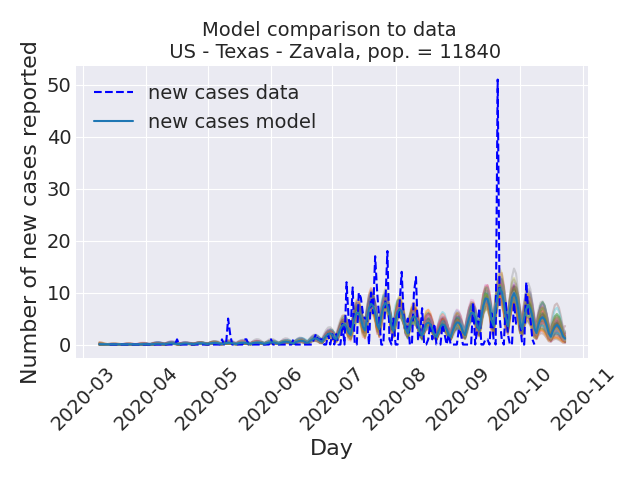 Model comparison to data
US - Texas - Zavala, pop. = 11840
Number of new cases reported
50
40
30
20
10
0
new cases data
new cases model
2020-03
2020-04
2020-05
2020-06
2020-07
2020-08
2020-09
2020-10
2020-11
Day